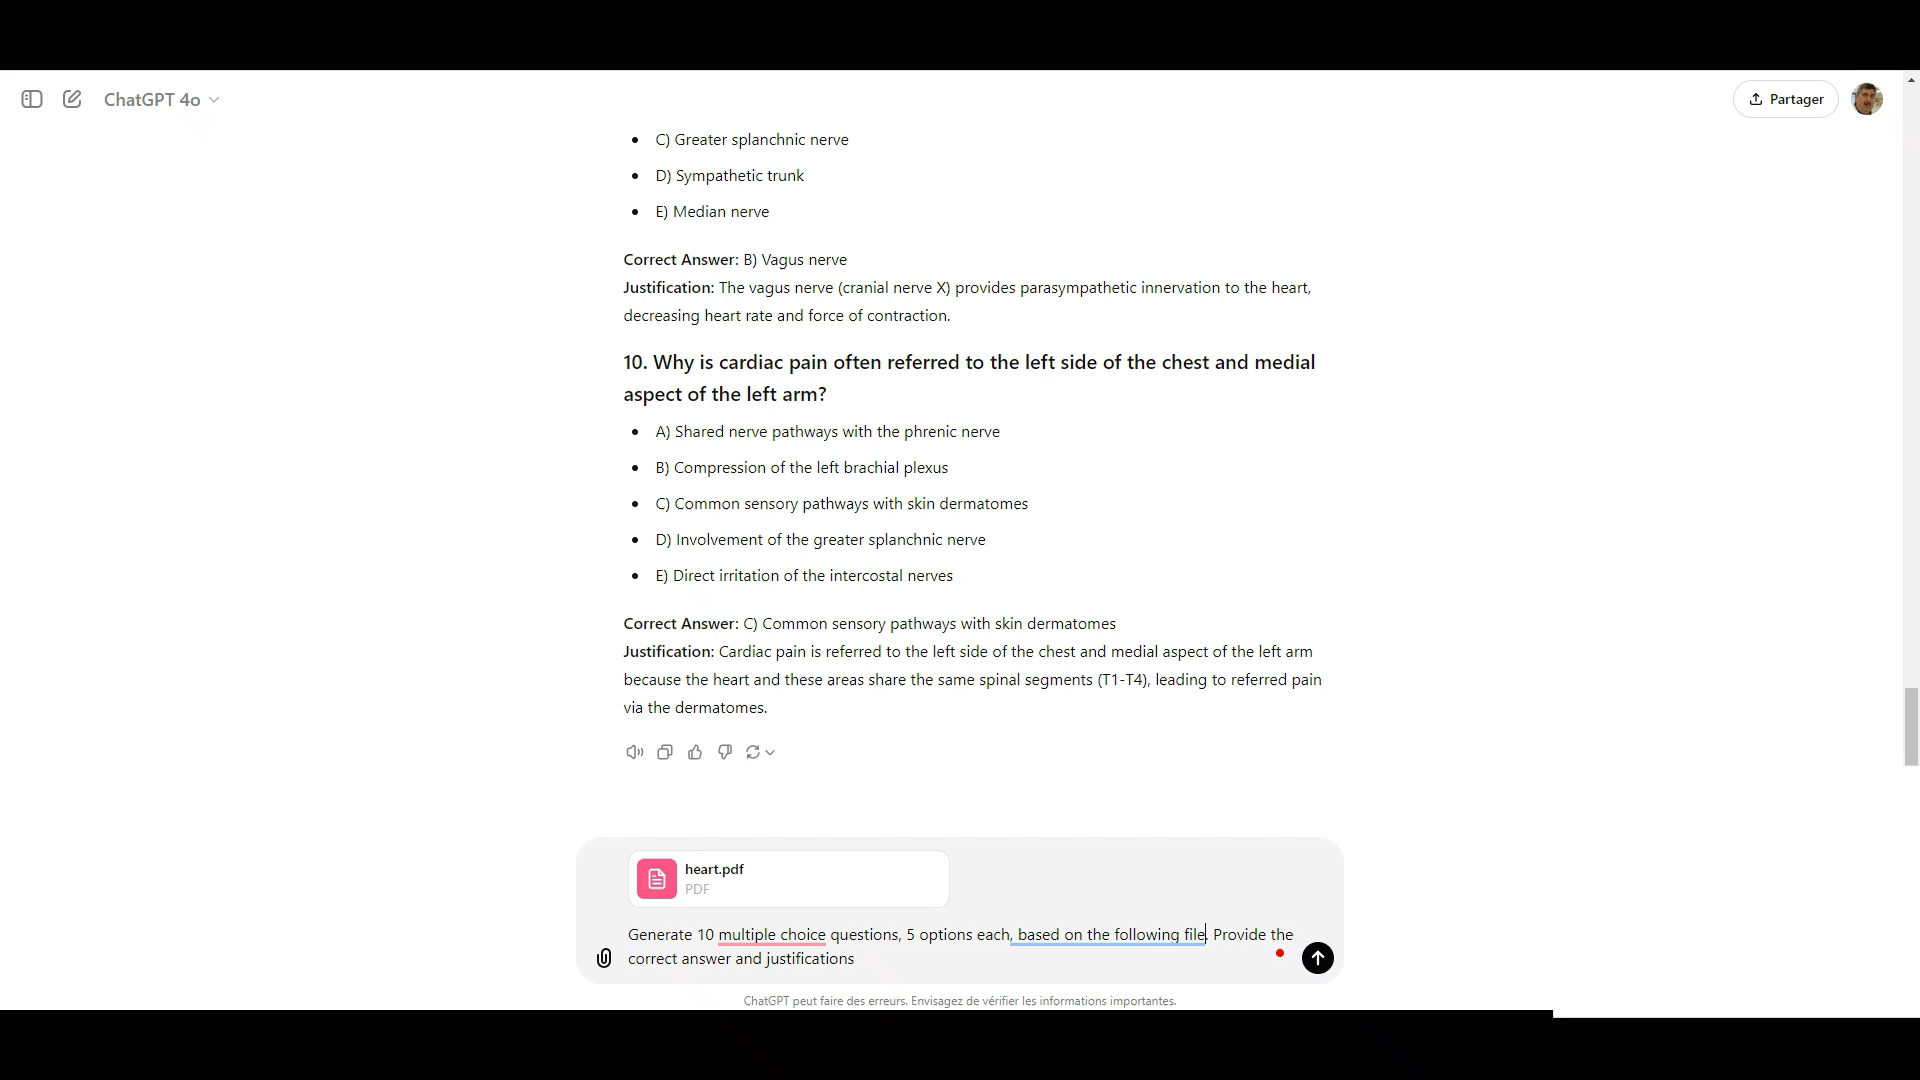 ChatGPT 4o
Partager
C) Greater splanchnic nerve
D) Sympathetic trunk
E) Median nerve
Correct Answer: B) Vagus nerve
Justification: The vagus nerve (cranial nerve X) provides parasympathetic innervation to the heart,
decreasing heart rate and force of contraction.
10. Why is cardiac pain often referred to the left side of the chest and medial
aspect of the left arm?
A) Shared nerve pathways with the phrenic nerve
B) Compression of the left brachial plexus
C) Common sensory pathways with skin dermatomes
D) Involvement of the greater splanchnic nerve
E) Direct irritation of the intercostal nerves
Correct Answer: C) Common sensory pathways with skin dermatomes
Justification: Cardiac pain is referred to the left side of the chest and medial aspect of the left arm
because the heart and these areas share the same spinal segments (T1-T4), leading to referred pain
via the dermatomes.
heart.pdf
PDF
Generate 10 multiple choice questions, 5 options each, based on the following file. Provide the
correct answer and justifications
ChatGPT peut faire des erreurs. Envisagez de vérifier les informations importantes.